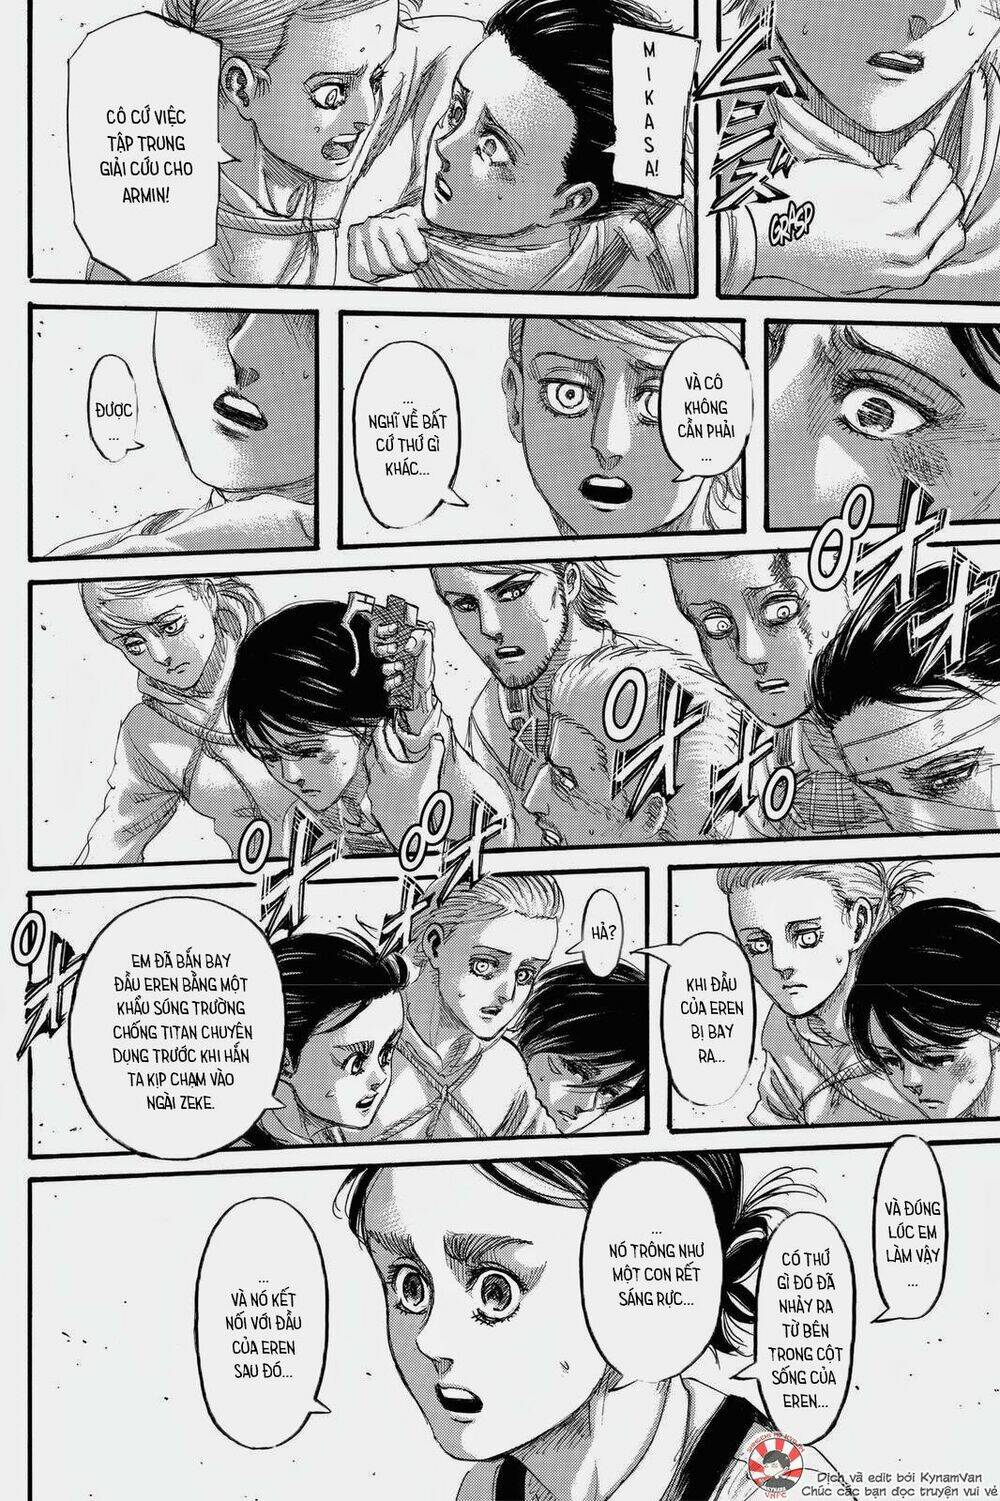 MIKASA!
CÔ CỨ VIỆC
TẬP TRUNG
GIẢI CỨU CHO
ARMIN!
GRASP
VÀ CÔ
KHÔNG
CẦN PHẢI
...
...
NGHĨ VỀ BẤT
CỨ THỨ GÌ
KHÁC...
ĐƯỢC
...
オオオオ
KHI ĐẦU
CỦA EREN
BỊ BAY
RA...
HẢ?
EM ĐÃ BẮN BAY
ĐẦU EREN BẰNG MỘT
KHẨU SÚNG TRƯỜNG
CHỐNG TITAN CHUYÊN
DUNG TRƯỚC KHI HẮN
TA KỊP CHẠM VÀO
NGÀI ZEKE.
VÀ ĐÚNG
LÚC EM
LÀM VẬY
...
CÓ THỨ
GÌ ĐÓ ĐÃ
NHẢY RA
TỪ BÊN
TRONG CỘT
SỐNG CỦA
EREN...
...
NÓ TRÔNG NHƯ
MỘT CON RẾT
SÁNG RỰC...
...
VÀ NÓ KẾT
NỐI VỚI ĐẦU
CỦA EREN
SAU ĐÓ...
Dịch và edit bởi KynamVan
Chúc các bạn đọc truyện vui vẻ